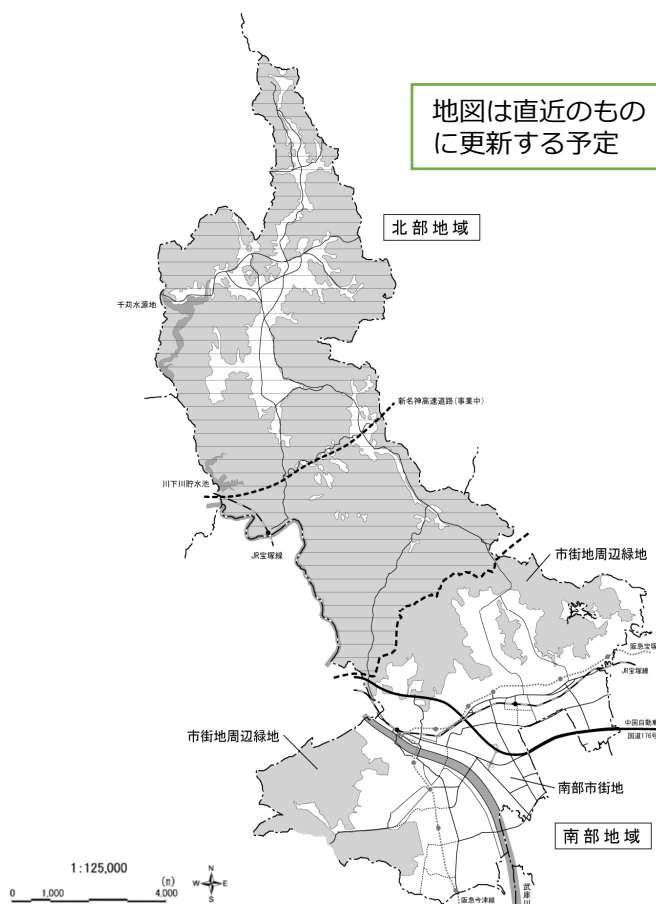 地図は直近のもの
に更新する予定
北部地域
千苅水源地
新名神高速道路(事業中)
川下川貯水池
JR宝塚線
市街地周辺緑地
阪急宝塚
JR宝塚線
中国自動車
国道176号
市街地周辺緑地
南部市街地
南部地域
1:125,000
(m)
0 1,000 4,000
N
W E
S
阪急今津線
武庫川